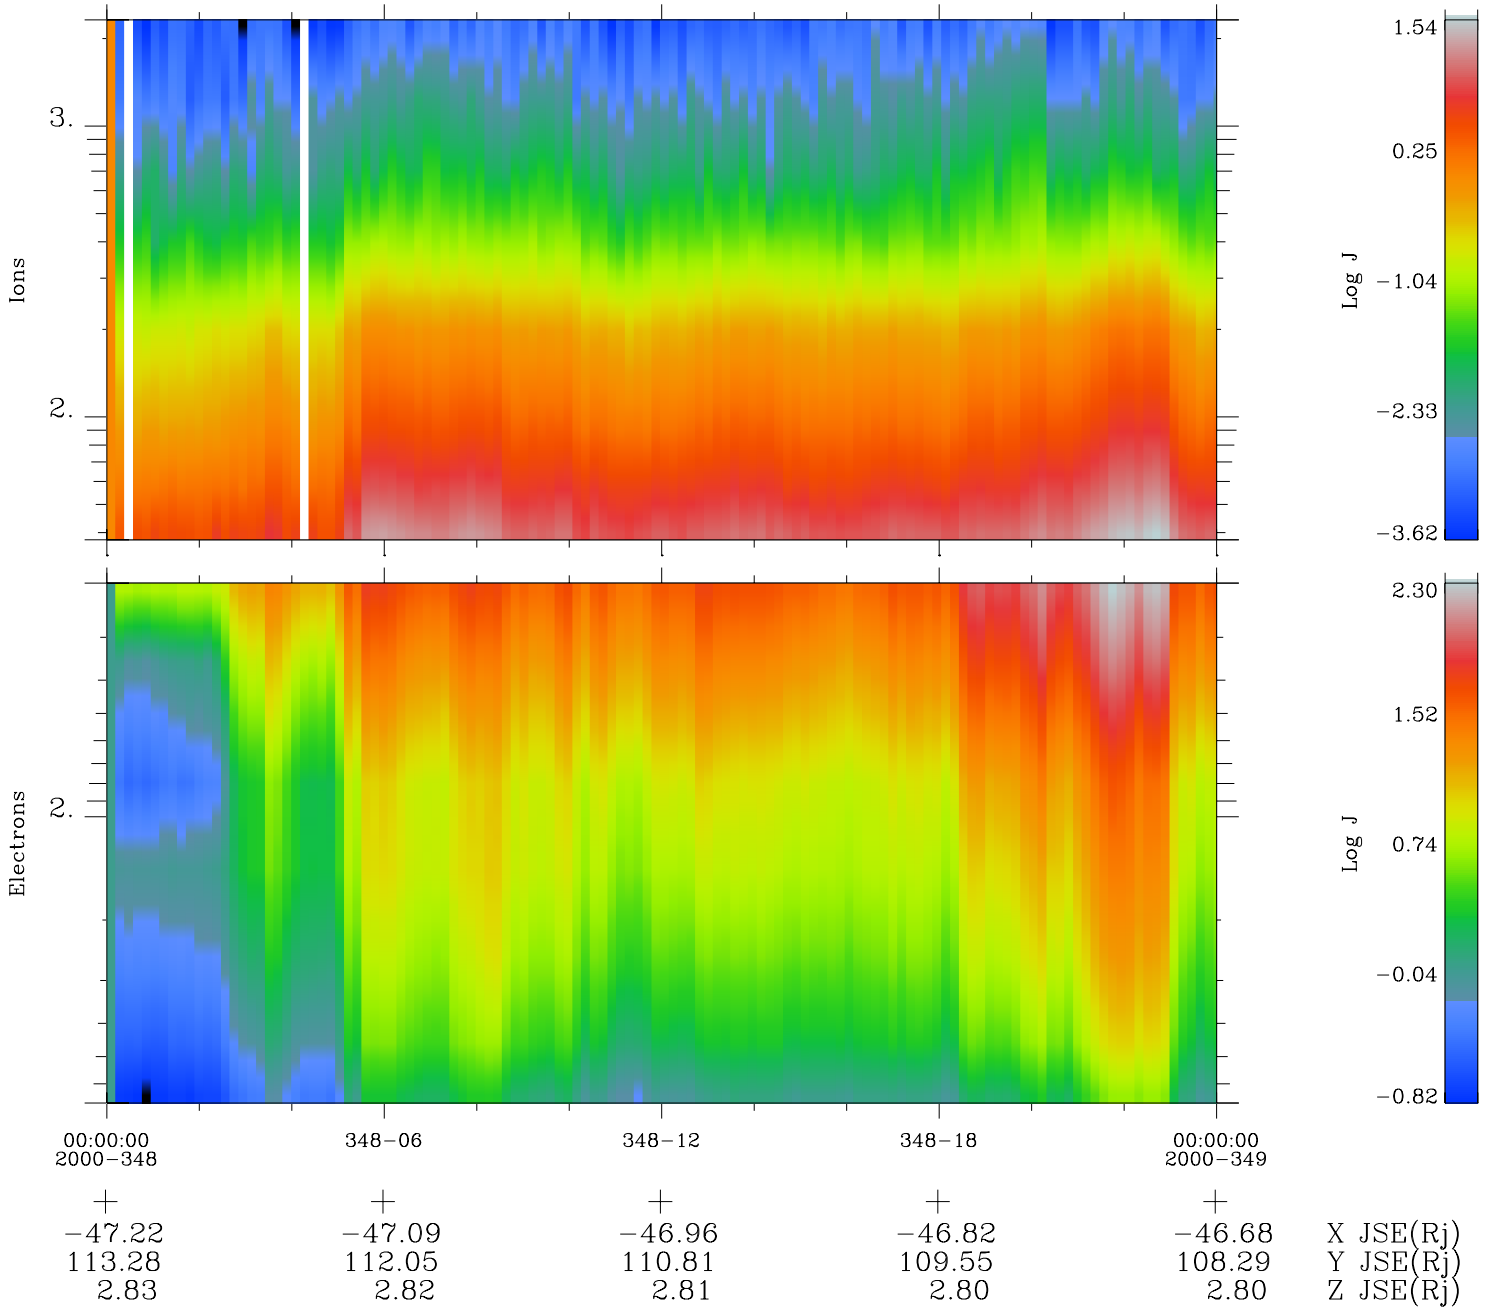 3.
2.
Ions
1.54
0.25
-1.04
-2.33
-3.62
Log J
2.
Electrons
2.30
1.52
0.74
-0.04
-0.82
Log J
00:00:00 348-06 348-12 348-18 00:00:00
2000-348 2000-349
-47.22 -47.09 -46.96 -46.82 -46.68 X JSE(Rj)
113.28 112.05 110.81 109.55 108.29 Y JSE(Rj)
2.83 2.82 2.81 2.80 2.80 Z JSE(Rj)